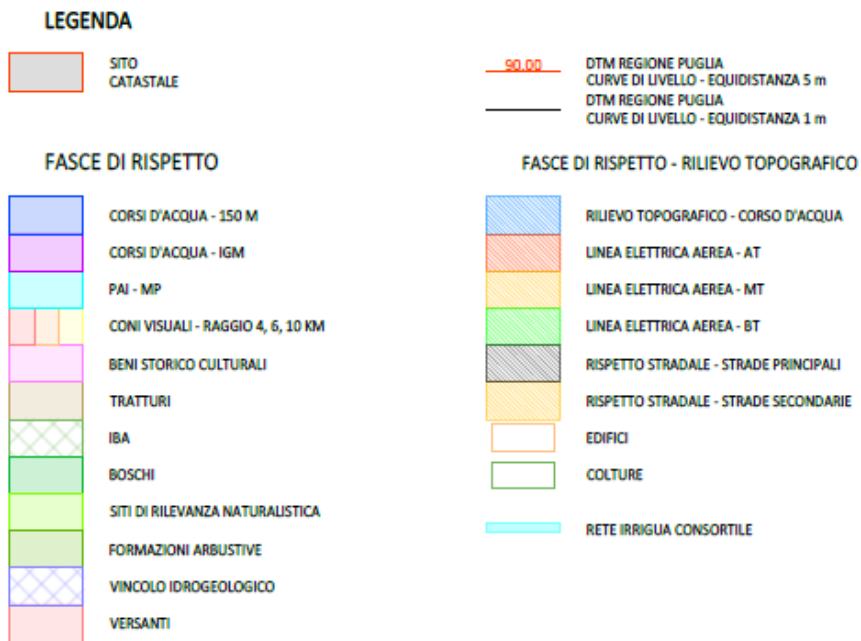 LEGENDA
SITO
CATASTALE
90.00
DTM REGIONE PUGLIA
CURVE DI LIVELLO - EQUIDISTANZA 5 m
DTM REGIONE PUGLIA
CURVE DI LIVELLO - EQUIDISTANZA 1 m
FASCE DI RISPETTO
CORSI D'ACQUA - 150 M
CORSI D'ACQUA - IGM
PAI - MP
CONI VISUALI - RAGGIO 4, 6, 10 KM
BENI STORICO CULTURALI
TRATTURI
IBA
BOSCHI
SITI DI RILEVANZA NATURALISTICA
FORMAZIONI ARBUSTIVE
VINCOLO IDROGEOLOGICO
VERSANTI
FASCE DI RISPETTO - RILIEVO TOPOGRAFICO
RILIEVO TOPOGRAFICO - CORSO D'ACQUA
LINEA ELETTRICA AEREA - AT
LINEA ELETTRICA AEREA - MT
LINEA ELETTRICA AEREA - BT
RISPETTO STRADALE - STRADE PRINCIPALI
RISPETTO STRADALE - STRADE SECONDARIE
EDIFICI
COLTURE
RETE IRRIGUA CONSORTILE